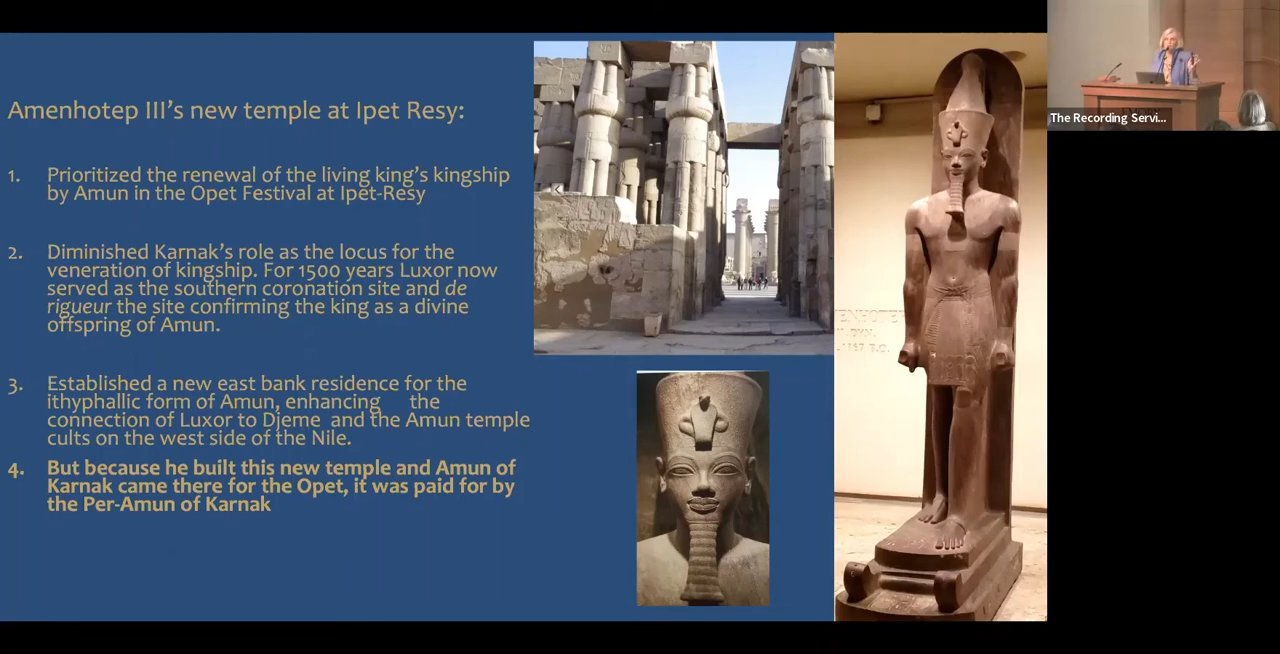 Amenhotep III's new temple at Ipet Resy:
1. Prioritized the renewal of the living king's kingship
by Amun in the Opet Festival at Ipet-Resy
2. Diminished Karnak's role as the locus for the
veneration of kingship. For 1500 years Luxor now
served as the southern coronation site and de
rigueur the site confirming the king as a divine
offspring of Amun.
3. Established a new east bank residence for the
ithyphallic form of Amun, enhancing the
connection of Luxor to Djeme and the Amun temple
cults on the west side of the Nile.
4. But because he built this new temple and Amun of
Karnak came there for the Opet, it was paid for by
the Per-Amun of Karnak
The Recording Servi...